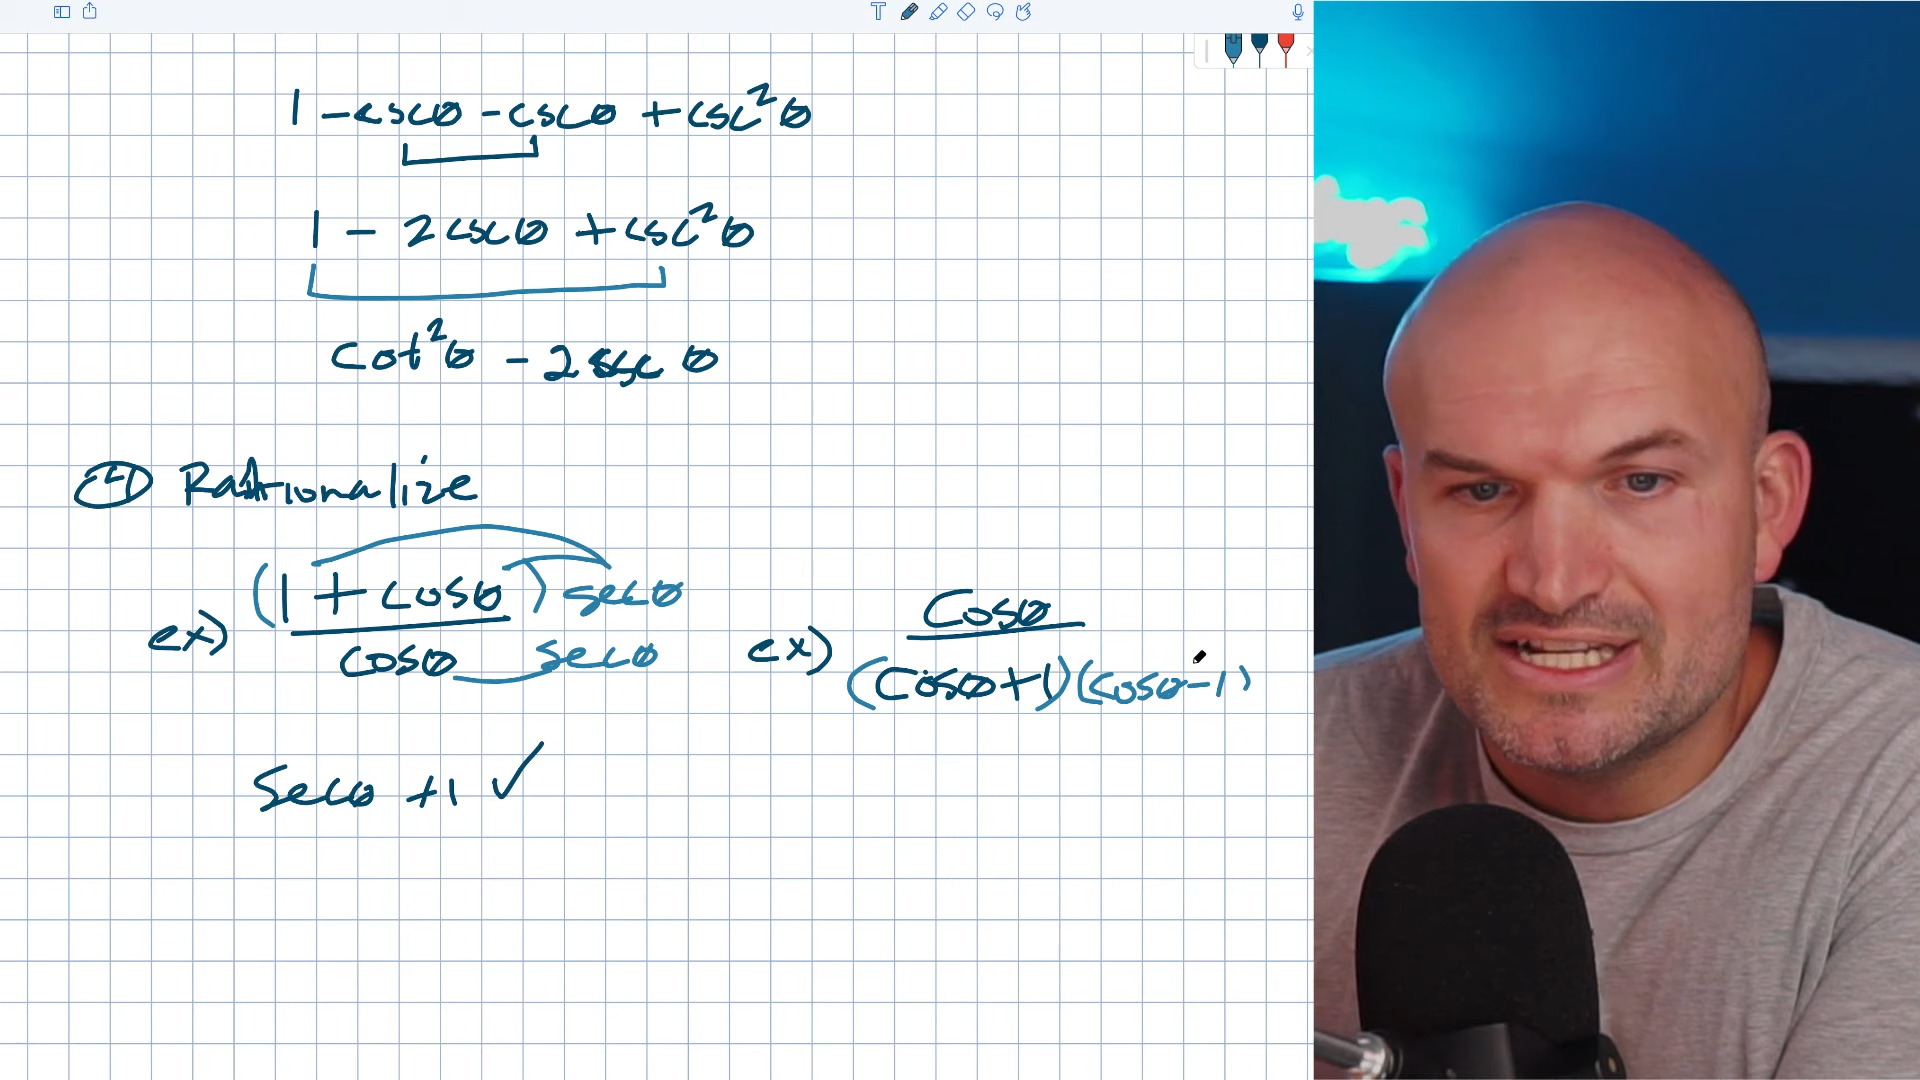 1 - cscθ - cscθ + csc²θ
1 - 2cscθ + csc²θ
cot²θ - 2cscθ
④ Rationalize
ex) (1 + cosθ) secθ / cosθ secθ
secθ + 1 ✓
ex) cosθ / (cosθ+1)(cosθ-1)